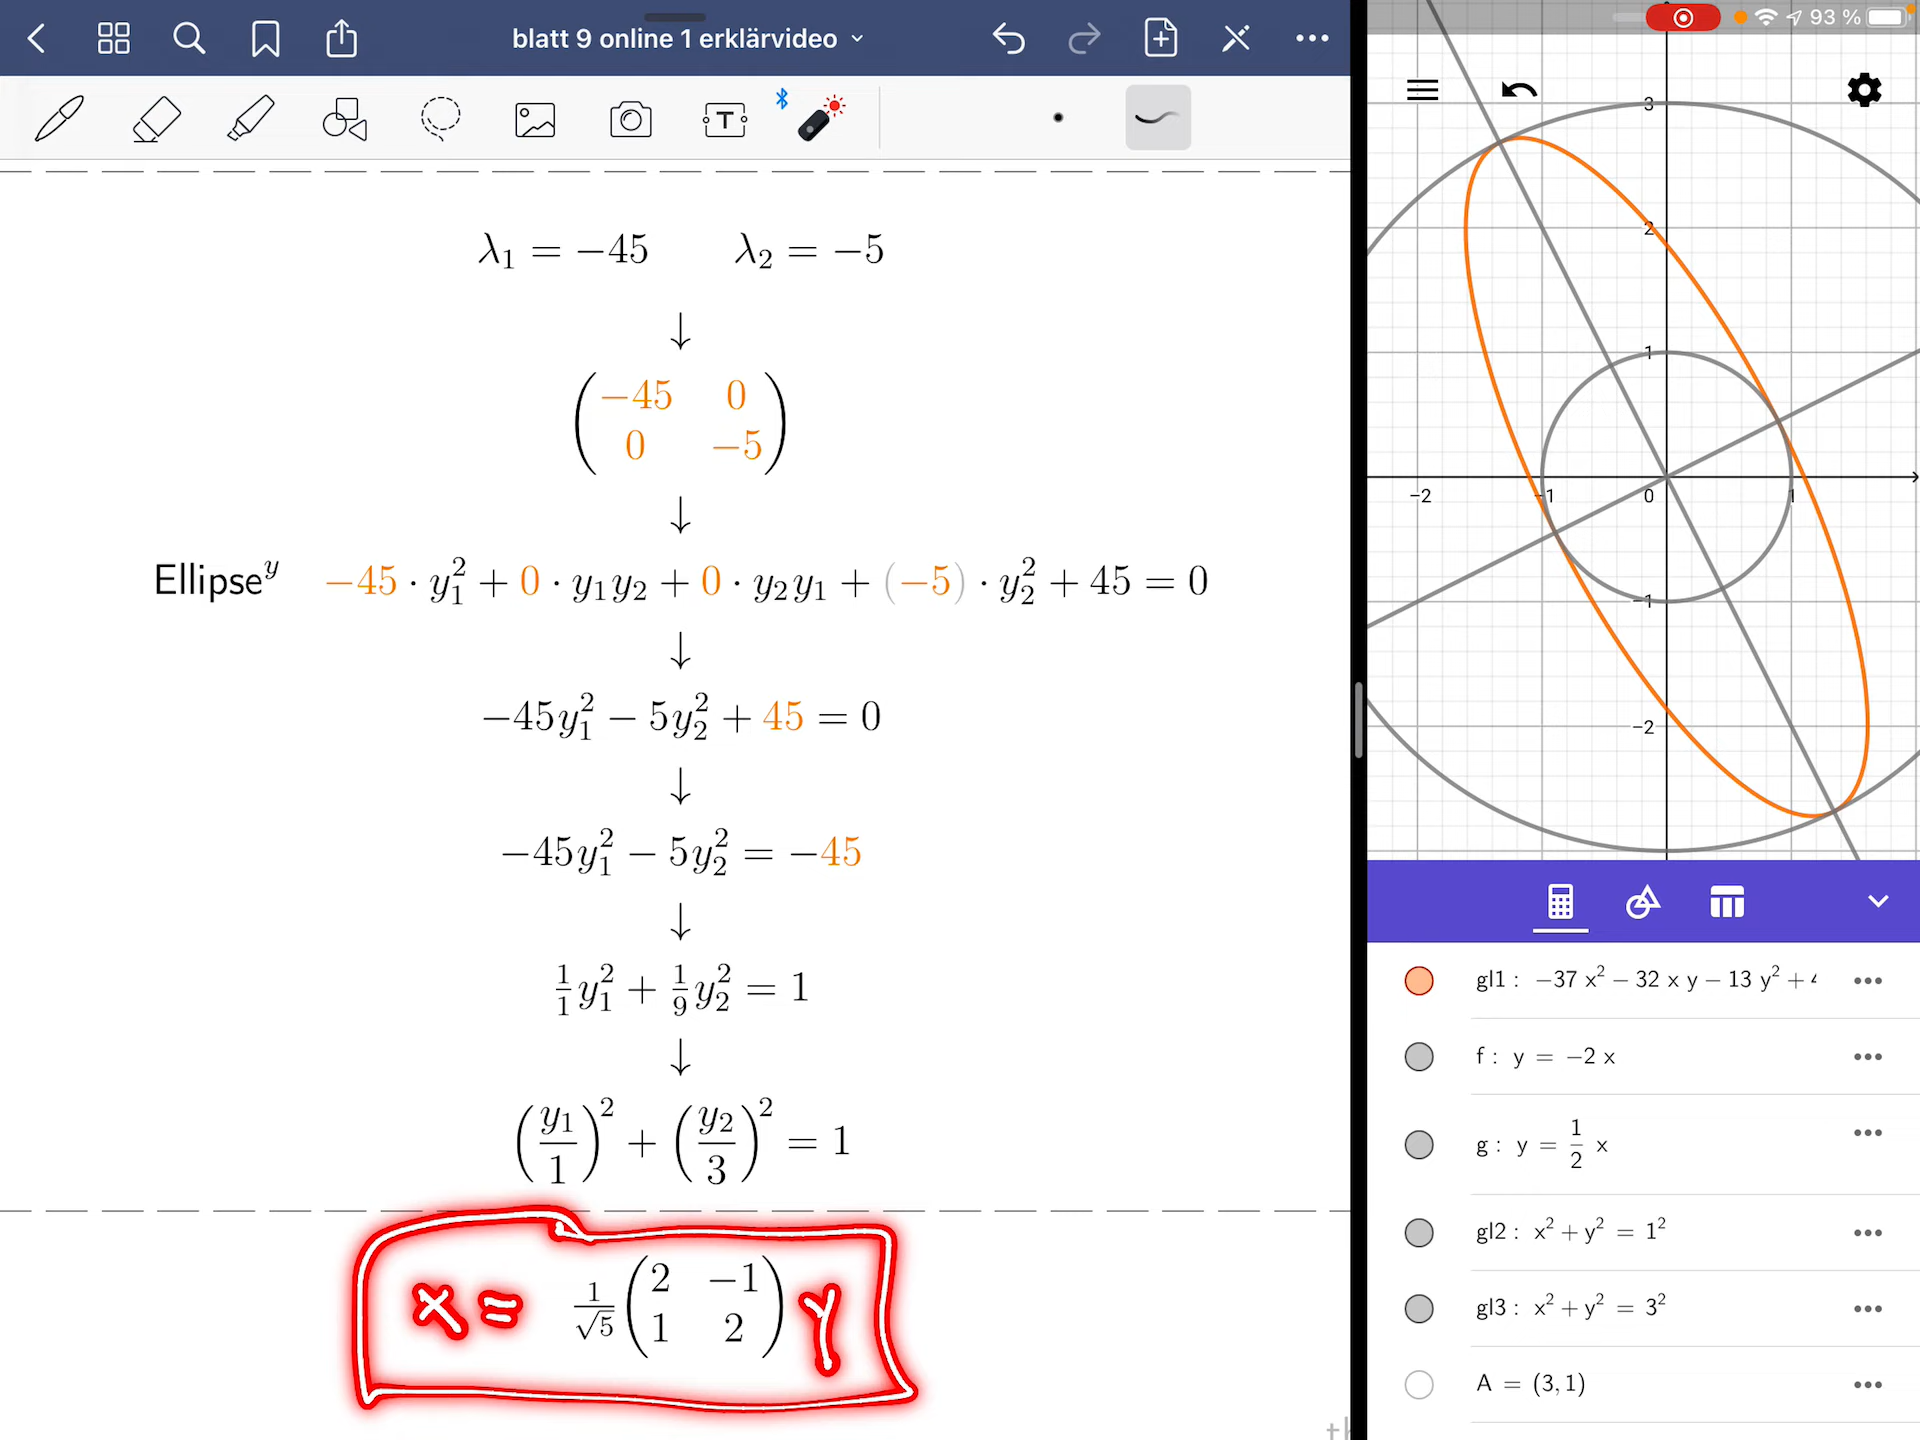 blatt 9 online 1 erklärvideo
93 %
T
λ₁ = −45 λ₂ = −5
↓
( −45 0
0 −5 )
↓
Ellipse^y −45 · y₁² + 0 · y₁y₂ + 0 · y₂y₁ + (−5) · y₂² + 45 = 0
↓
−45y₁² − 5y₂² + 45 = 0
↓
−45y₁² − 5y₂² = −45
↓
1/1 y₁² + 1/9 y₂² = 1
↓
(y₁/1)² + (y₂/3)² = 1
x = 1/√5 ( 2 −1
1 2 ) y
3
2
1
−2 −1 0 1
−1
−2
gl1 : −37 x² − 32 x y − 13 y² +
f : y = −2 x
g : y = 1/2 x
gl2 : x² + y² = 1²
gl3 : x² + y² = 3²
A = (3, 1)